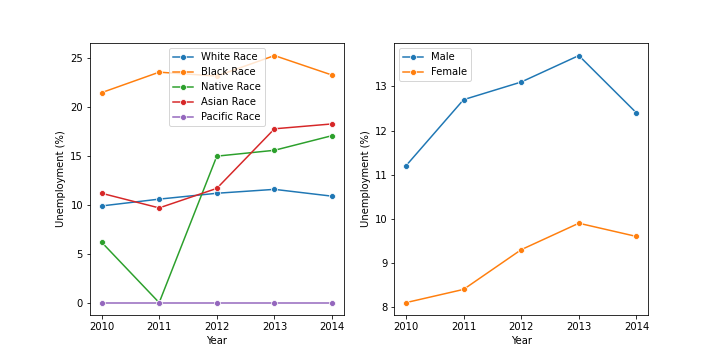 White Race
Black Race
Native Race
Asian Race
Pacific Race
25
20
15
10
5
0
Unemployment (%)
2010 2011 2012 2013 2014
Year
Male
Female
13
12
11
10
9
8
Unemployment (%)
2010 2011 2012 2013 2014
Year